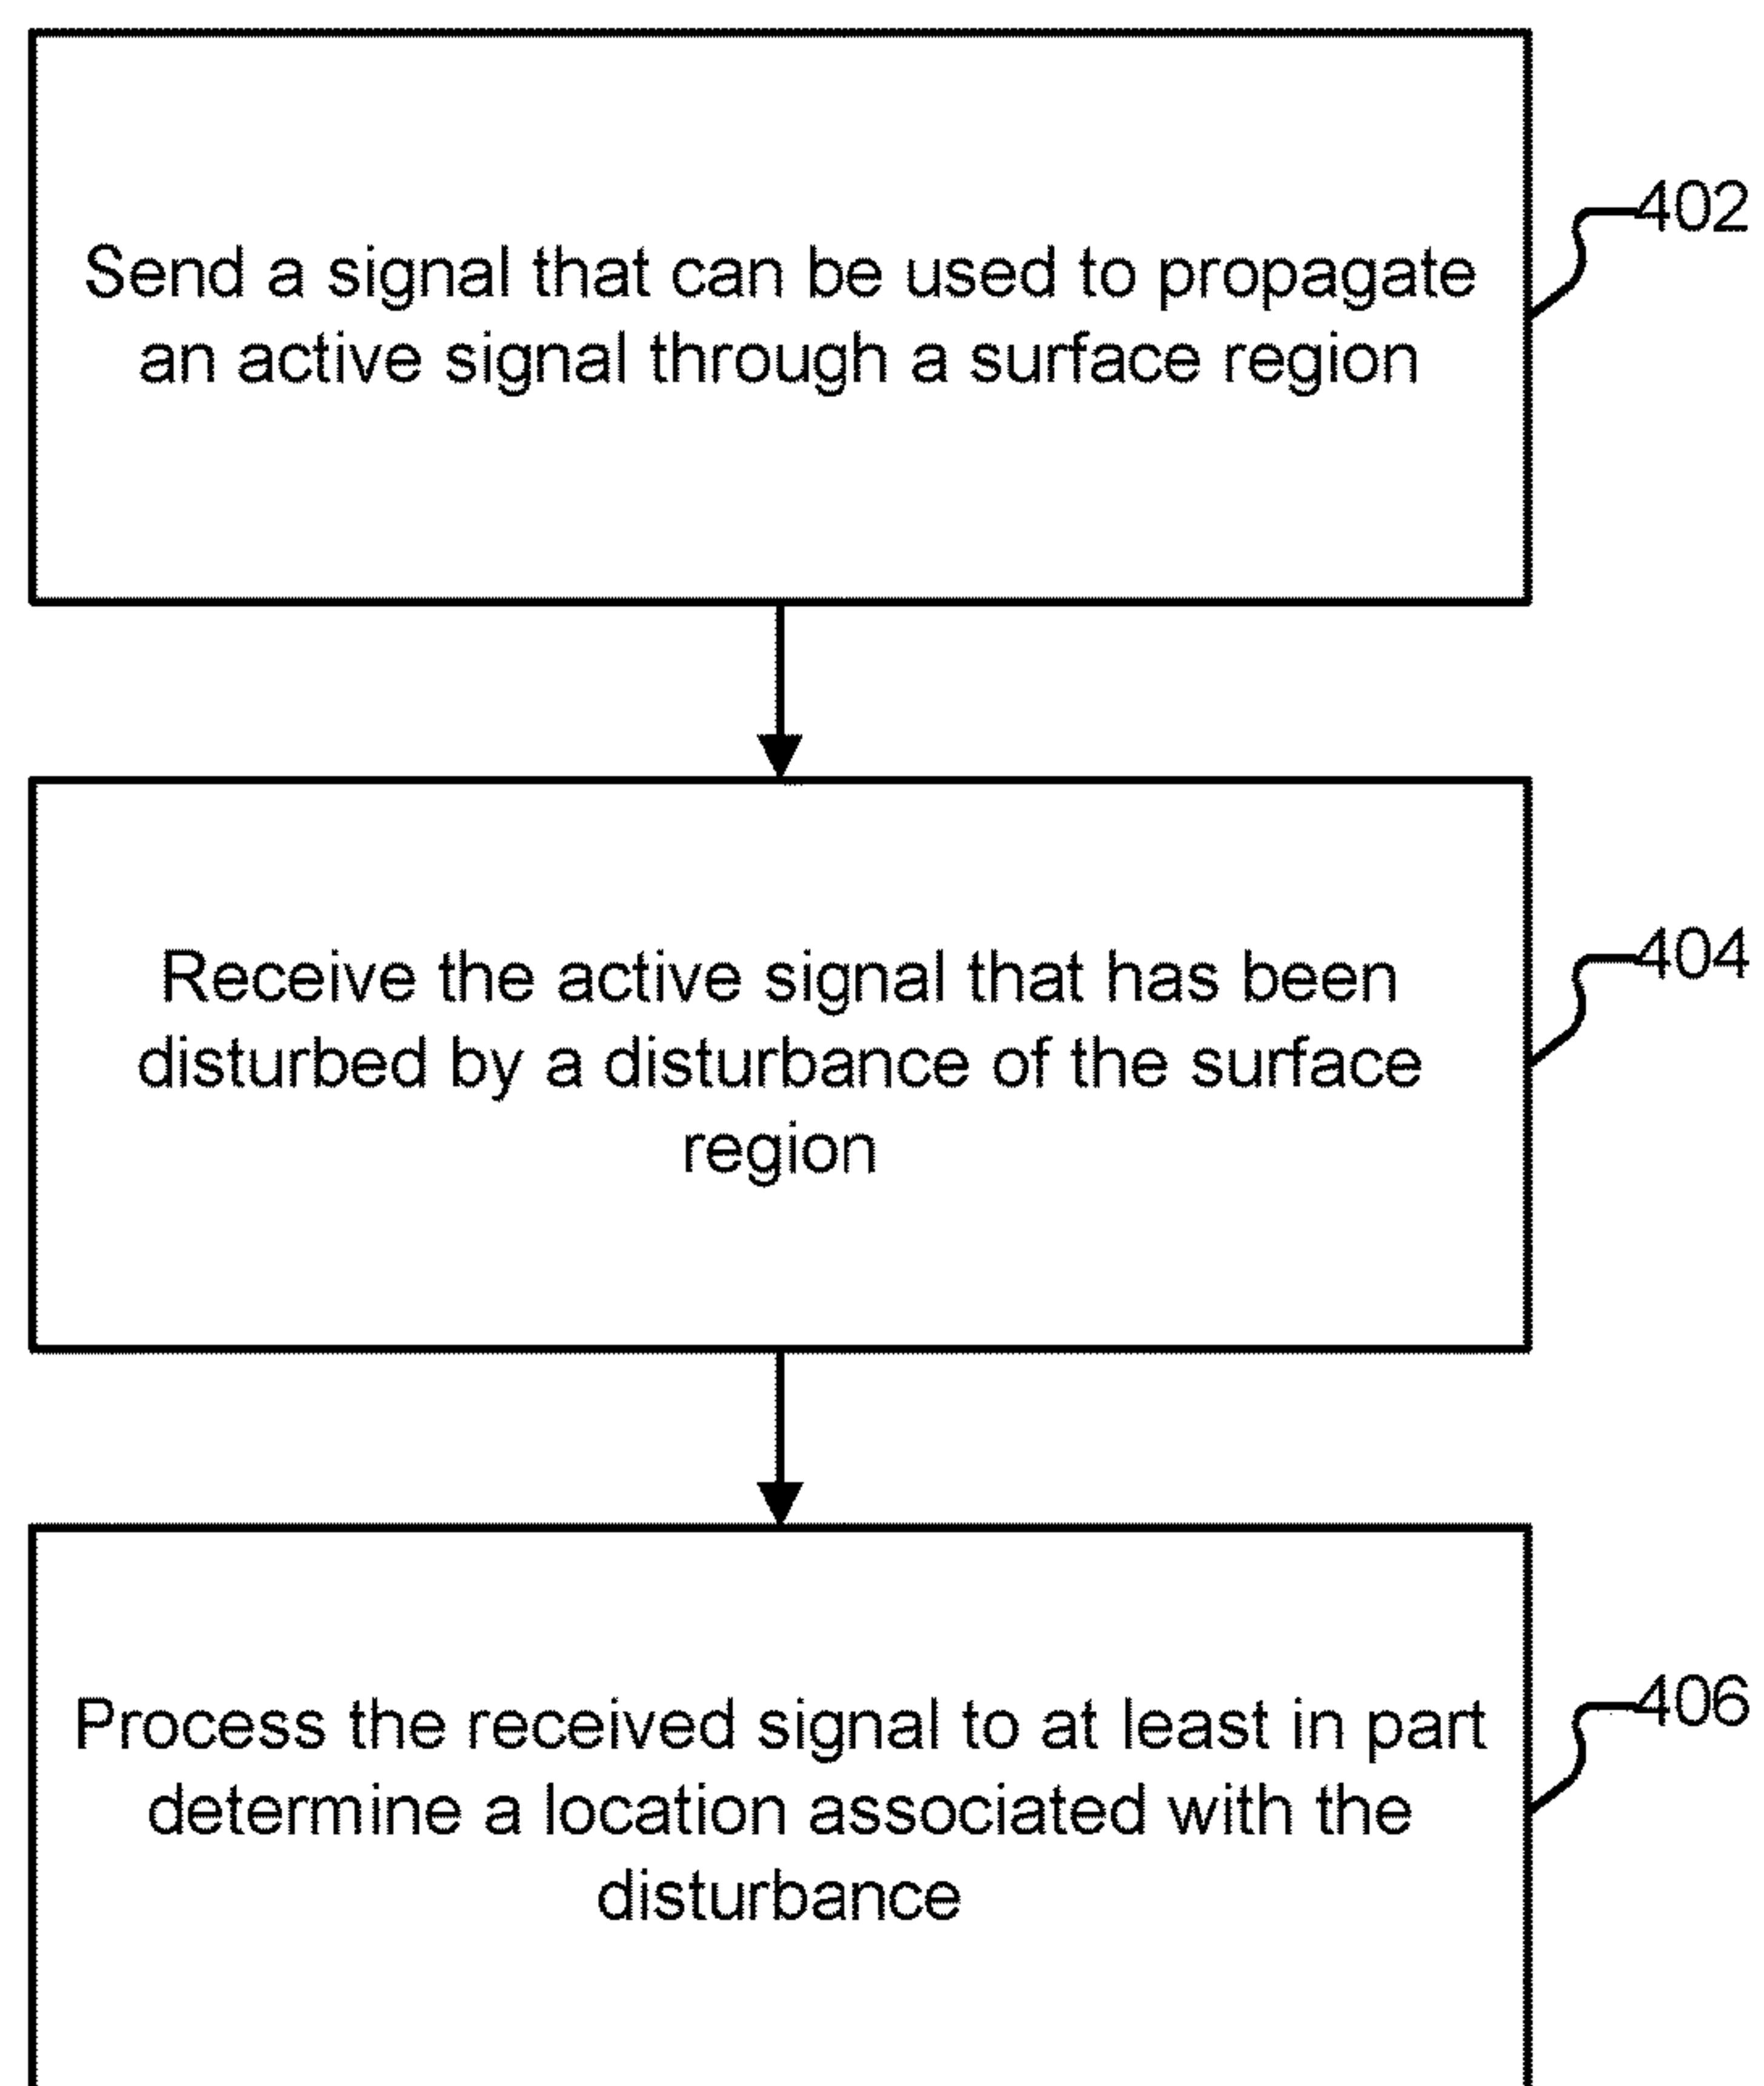 Send a signal that can be used to propagate
an active signal through a surface region
402
Receive the active signal that has been
disturbed by a disturbance of the surface
region
404
Process the received signal to at least in part
determine a location associated with the
disturbance
406